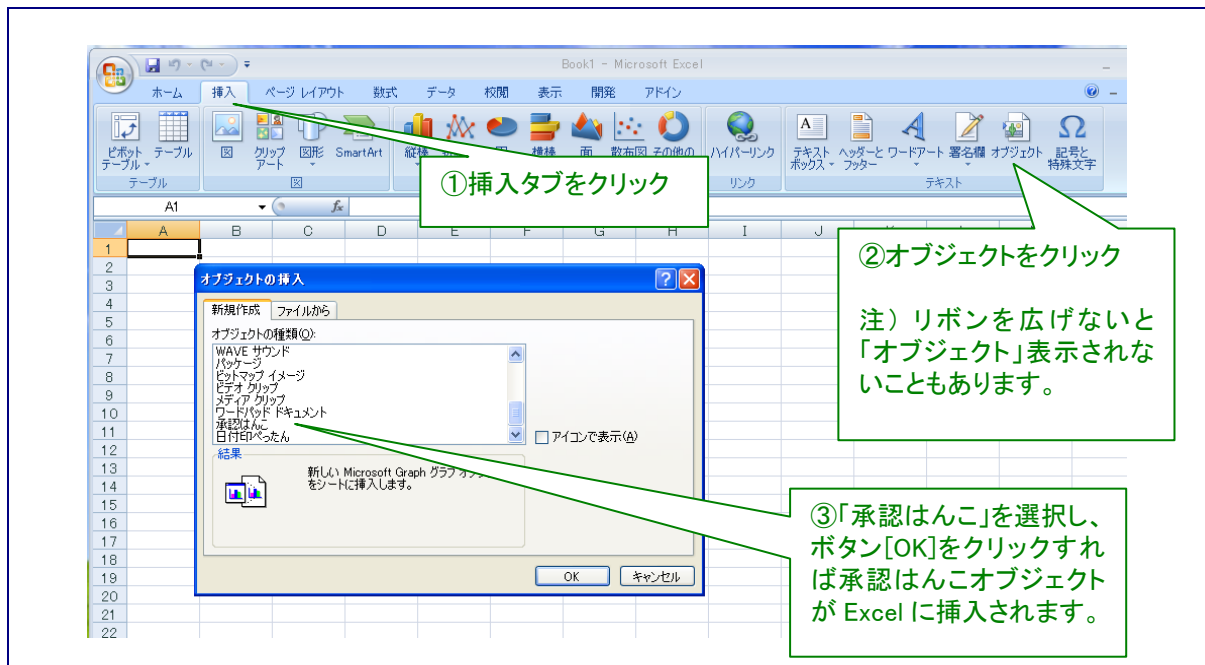 Book1 - Microsoft Excel
ホーム 挿入 ページ レイアウト 数式 データ 校閲 表示 開発 アドイン
ピボット テーブル テーブル 図 クリップ アート 図形 SmartArt 縦棒 横棒 面 散布図 その他の ハイパーリンク テキスト ボックス ヘッダーと フッター ワードアート 署名欄 オブジェクト 記号と 特殊文字
テーブル 図 リンク テキスト
①挿入タブをクリック
A1 fx
A B C D E F G H I J
②オブジェクトをクリック
注）リボンを広げないと
「オブジェクト」表示されな
いこともあります。
1
2
3
4
5
6
7
8
9
10
11
12
13
14
15
16
17
18
19
20
21
22
オブジェクトの挿入
新規作成 ファイルから
オブジェクトの種類(O):
WAVE サウンド
パッケージ
ビットマップ イメージ
ビデオ クリップ
メディア クリップ
ワードパッド ドキュメント
承認はんこ
日付印ぺったん
アイコンで表示(A)
結果
新しい Microsoft Graph グラフ
をシートに挿入します。
OK キャンセル
③「承認はんこ」を選択し、
ボタン[OK]をクリックすれ
ば承認はんこオブジェクト
が Excel に挿入されます。